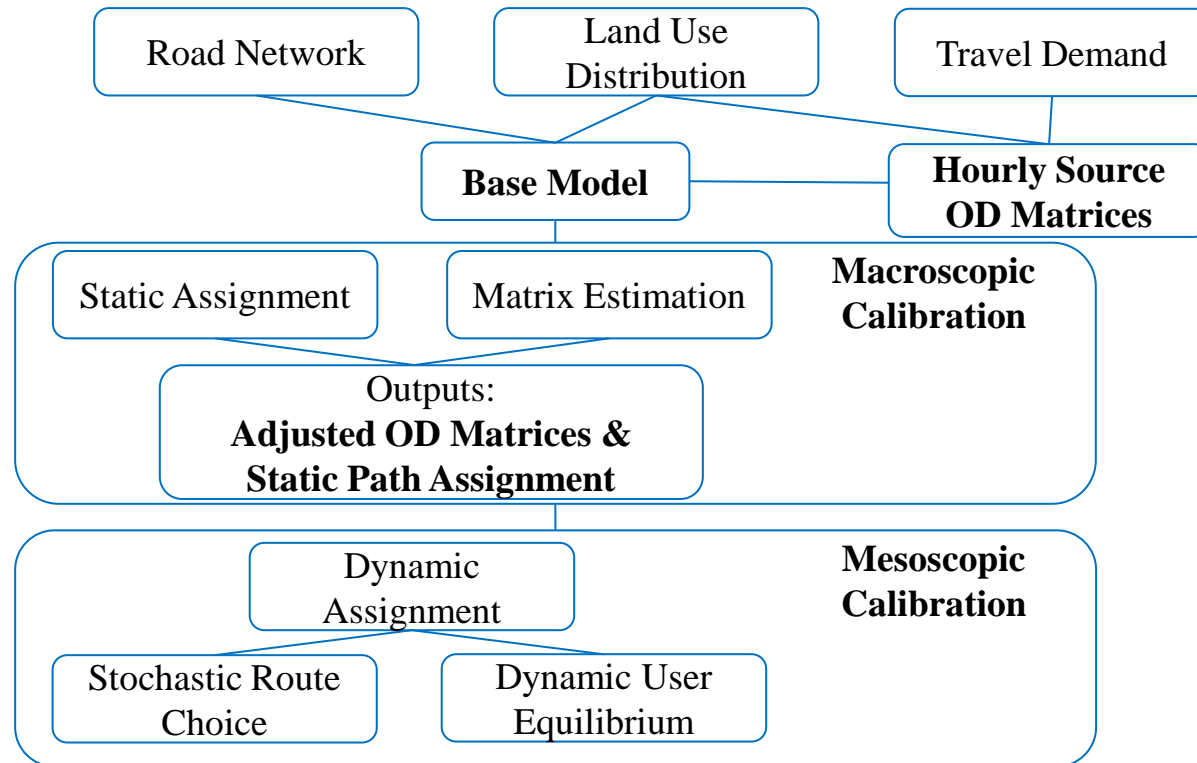 Road Network
Land Use
Distribution
Travel Demand
Base Model
Hourly Source
OD Matrices
Macroscopic
Calibration
Static Assignment
Matrix Estimation
Outputs:
Adjusted OD Matrices &
Static Path Assignment
Mesoscopic
Calibration
Dynamic
Assignment
Stochastic Route
Choice
Dynamic User
Equilibrium